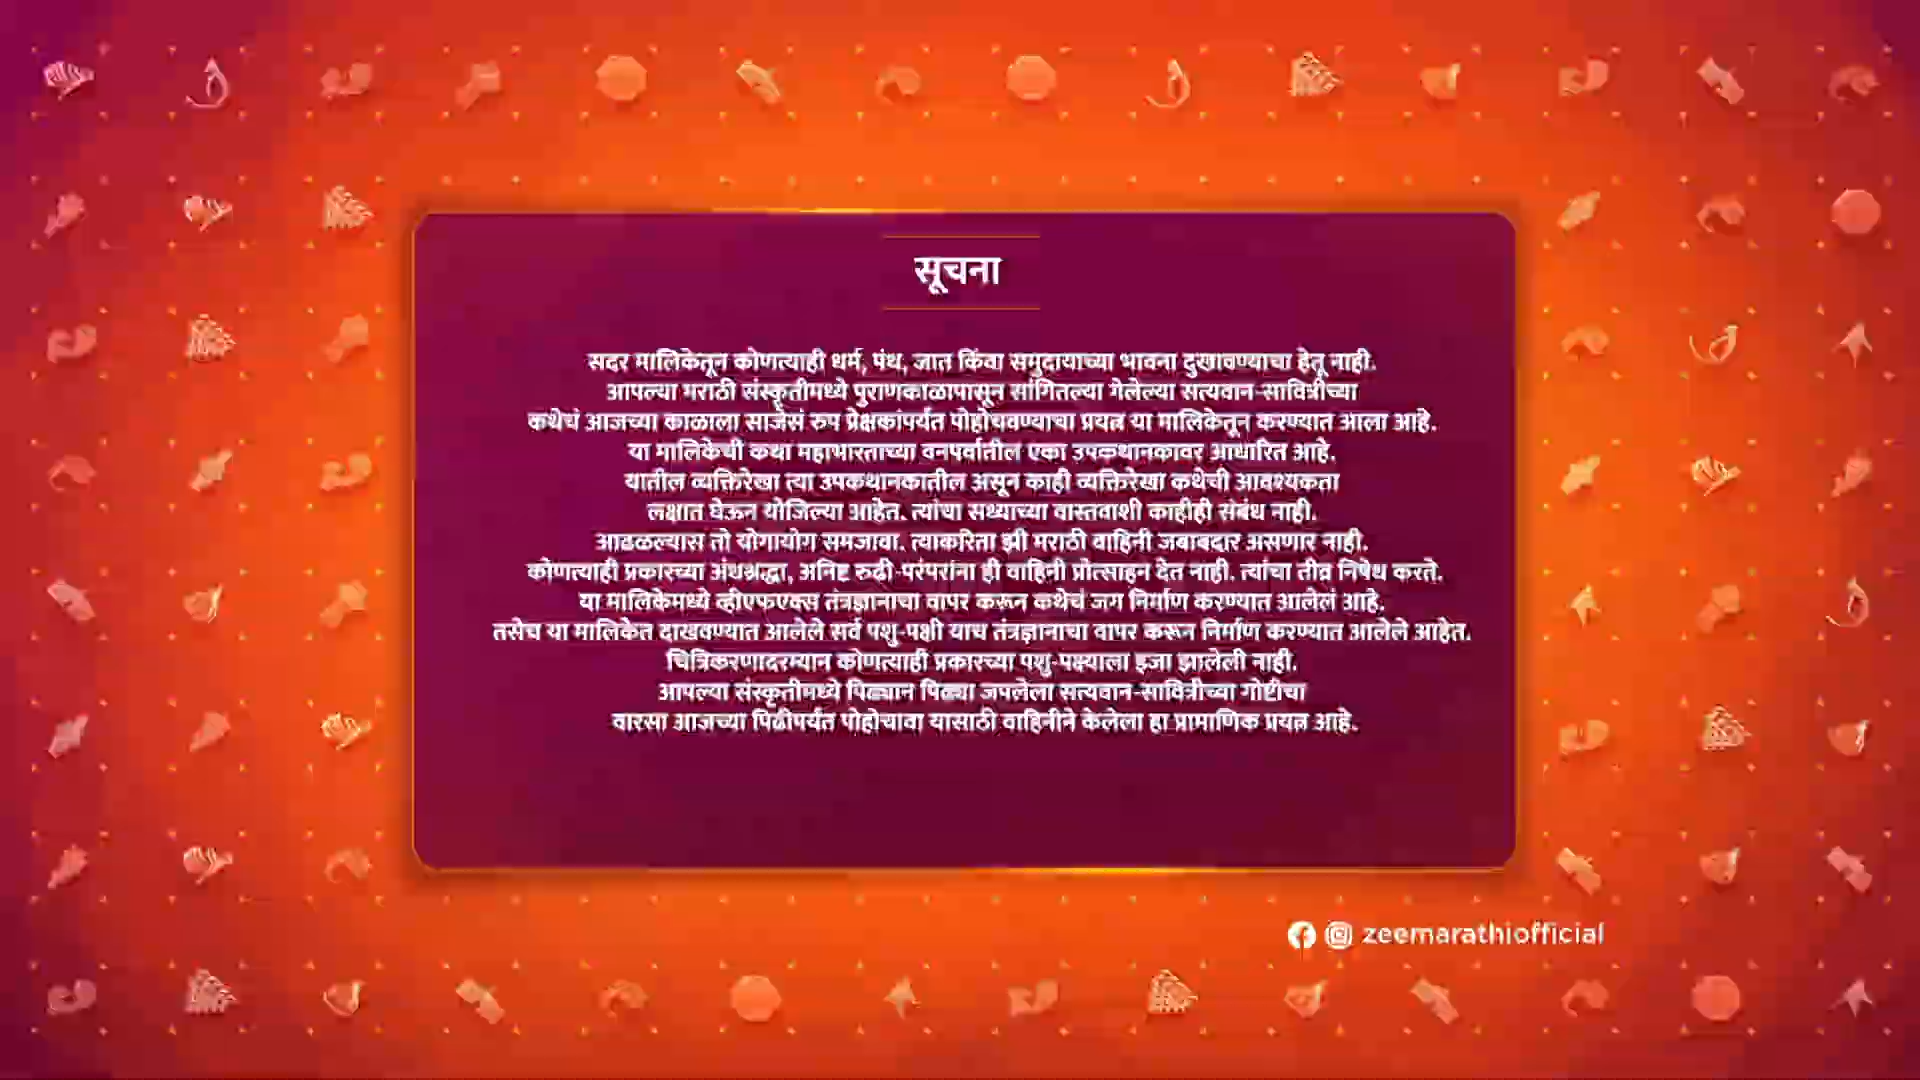 सूचना
सदर मालिकेतून कोणत्याही धर्म, पंथ, जात किंवा समुदायाच्या भावना दुखावण्याचा हेतू नाही.
आपल्या मराठी संस्कृतीमध्ये पुराणकाळापासून सांगितल्या गेलेल्या सत्यवान-सावित्रीच्या
कथेचं आजच्या काळाला साजेसं रुप प्रेक्षकांपर्यंत पोहोचवण्याचा प्रयत्न या मालिकेतून करण्यात आला आहे.
या मालिकेची कथा महाभारताच्या वनपर्वातील एका उपकथानकावर आधारित आहे.
यातील व्यक्तिरेखा त्या उपकथानकातील असून काही व्यक्तिरेखा कथेची आवश्यकता
लक्षात घेऊन योजिल्या आहेत. त्यांचा सध्याच्या वास्तवाशी काहीही संबंध नाही.
आढळल्यास तो योगायोग समजावा. त्याकरिता झी मराठी वाहिनी जबाबदार असणार नाही.
कोणत्याही प्रकारच्या अंधश्रद्धा, अनिष्ट रुढी-परंपरांना ही वाहिनी प्रोत्साहन देत नाही. त्यांचा तीव्र निषेध करते.
या मालिकेमध्ये व्हीएफएक्स तंत्रज्ञानाचा वापर करून कथेचं जग निर्माण करण्यात आलेलं आहे.
तसेच या मालिकेत दाखवण्यात आलेले सर्व पशु-पक्षी याच तंत्रज्ञानाचा वापर करून निर्माण करण्यात आलेले आहेत.
चित्रिकरणादरम्यान कोणत्याही प्रकारच्या पशु-पक्ष्याला इजा झालेली नाही.
आपल्या संस्कृतीमध्ये पिढ्यान पिढ्या जपलेला सत्यवान-सावित्रीच्या गोष्टीचा
वारसा आजच्या पिढीपर्यंत पोहोचावा यासाठी वाहिनीने केलेला हा प्रामाणिक प्रयत्न आहे.
zeemarathiofficial